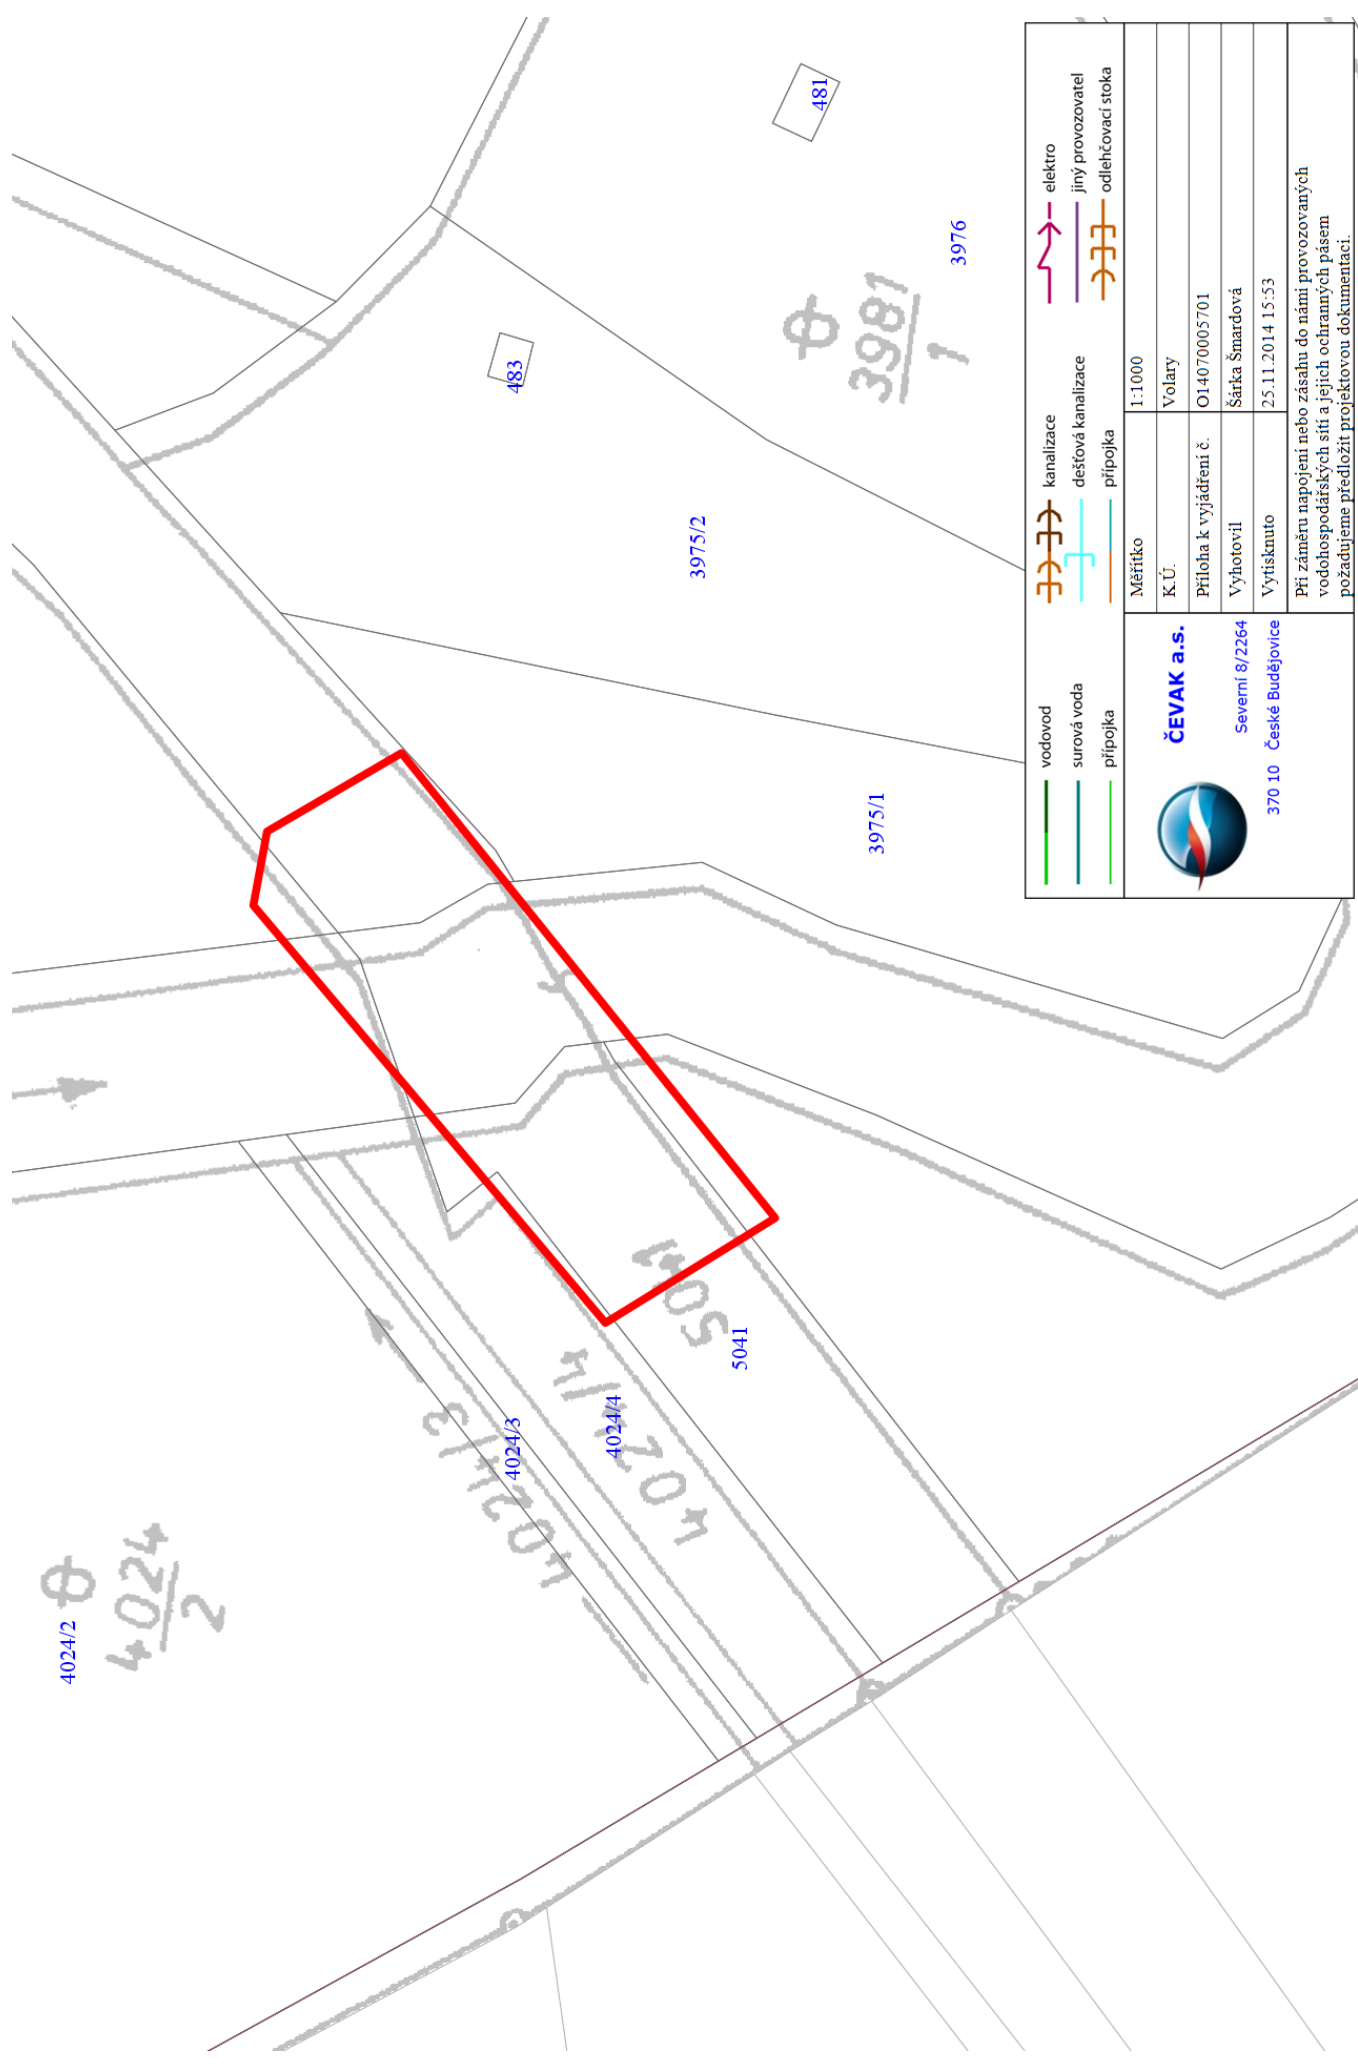 481
483
3976
3981
1
3975/2
3975/1
4024/2
4024
2
4024/3
4024/3
4024/4
4024/4
5041
5041
vodovod
surová voda
přípojka
kanalizace
dešťová kanalizace
přípojka
elektro
jiný provozovatel
odlehčovací stoka
ČEVAK a.s.
Severní 8/2264
370 10 České Budějovice
Měřítko 1:1000
K.Ú. Volary
Příloha k vyjádření č. O14070005701
Vyhotovil Šárka Šmardová
Vytisknuto 25.11.2014 15:53
Při záměru napojení nebo zásahu do námi provozovaných
vodohospodářských sítí a jejich ochranných pásem
požadujeme předložit projektovou dokumentaci.